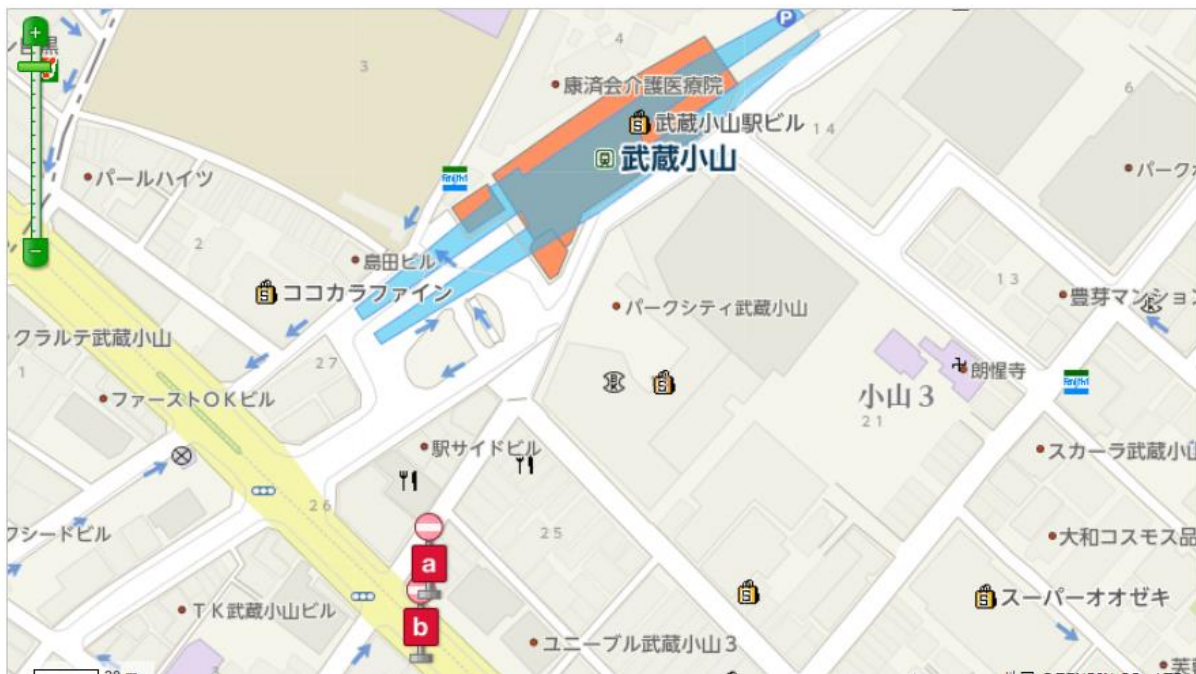 +
P
4
3
康済会介護医療院
6
武蔵小山駅ビル
14
武蔵小山
パールハイツ
パーク
2
島田ビル
13
ココカラファイン
豊芽マンション
パークシティ武蔵小山
クラルテ武蔵小山
27
1
朗惺寺
小山3
21
ファーストOKビル
駅サイドビル
スカーラ武蔵小山
26
25
クシードビル
大和コスモス品
a
TK武蔵小山ビル
スーパーオオゼキ
b
ユニーブル武蔵小山3